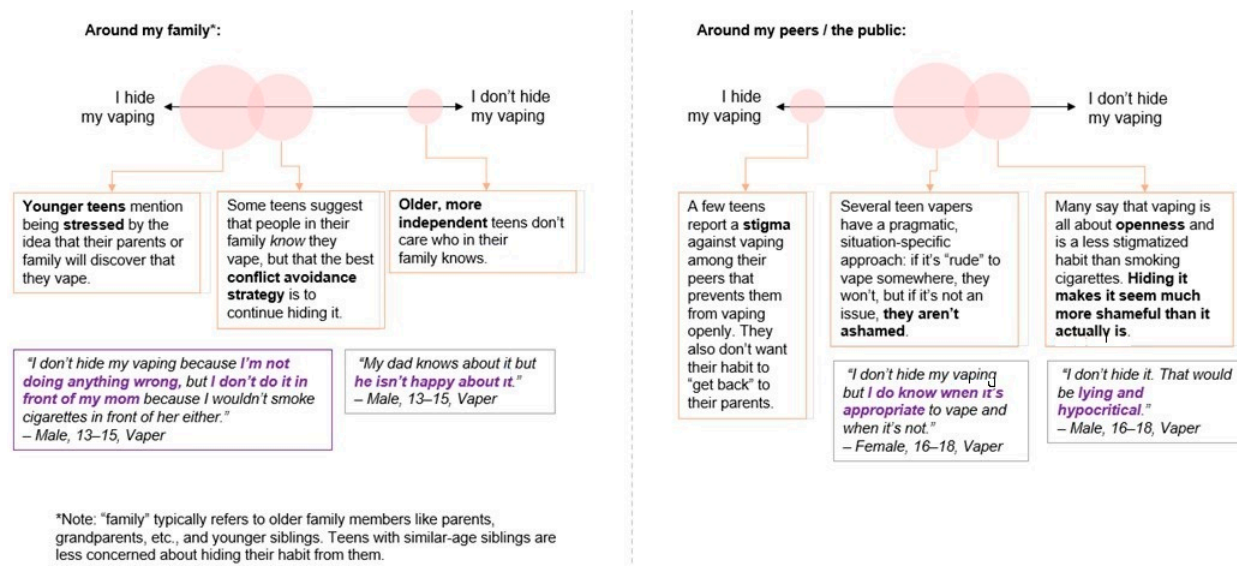 Around my family*:
I hide
my vaping
I don't hide
my vaping
Younger teens mention
being stressed by the
idea that their parents or
family will discover that
they vape.
Some teens suggest
that people in their
family know they
vape, but that the best
conflict avoidance
strategy is to
continue hiding it.
Older, more
independent teens don't
care who in their
family knows.
"I don't hide my vaping because I'm not
doing anything wrong, but I don't do it in
front of my mom because I wouldn't smoke
cigarettes in front of her either."
– Male, 13–15, Vaper
"My dad knows about it but
he isn't happy about it."
– Male, 13–15, Vaper
*Note: "family" typically refers to older family members like parents,
grandparents, etc., and younger siblings. Teens with similar-age siblings are
less concerned about hiding their habit from them.
Around my peers / the public:
I hide
my vaping
I don't hide
my vaping
A few teens
report a stigma
against vaping
among their
peers that
prevents them
from vaping
openly. They
also don't want
their habit to
"get back" to
their parents.
Several teen vapers
have a pragmatic,
situation-specific
approach: if it's "rude" to
vape somewhere, they
won't, but if it's not an
issue, they aren't
ashamed.
Many say that vaping is
all about openness and
is a less stigmatized
habit than smoking
cigarettes. Hiding it
makes it seem much
more shameful than it
actually is.
"I don't hide my vaping
but I do know when it's
appropriate to vape and
when it's not."
– Female, 16–18, Vaper
"I don't hide it. That would
be lying and
hypocritical."
– Male, 16–18, Vaper